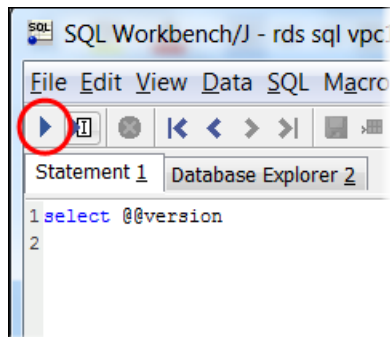 SQL Workbench/J - rds sql vpc
File Edit View Data SQL Macro
Statement 1 Database Explorer 2
1 select @@version
2